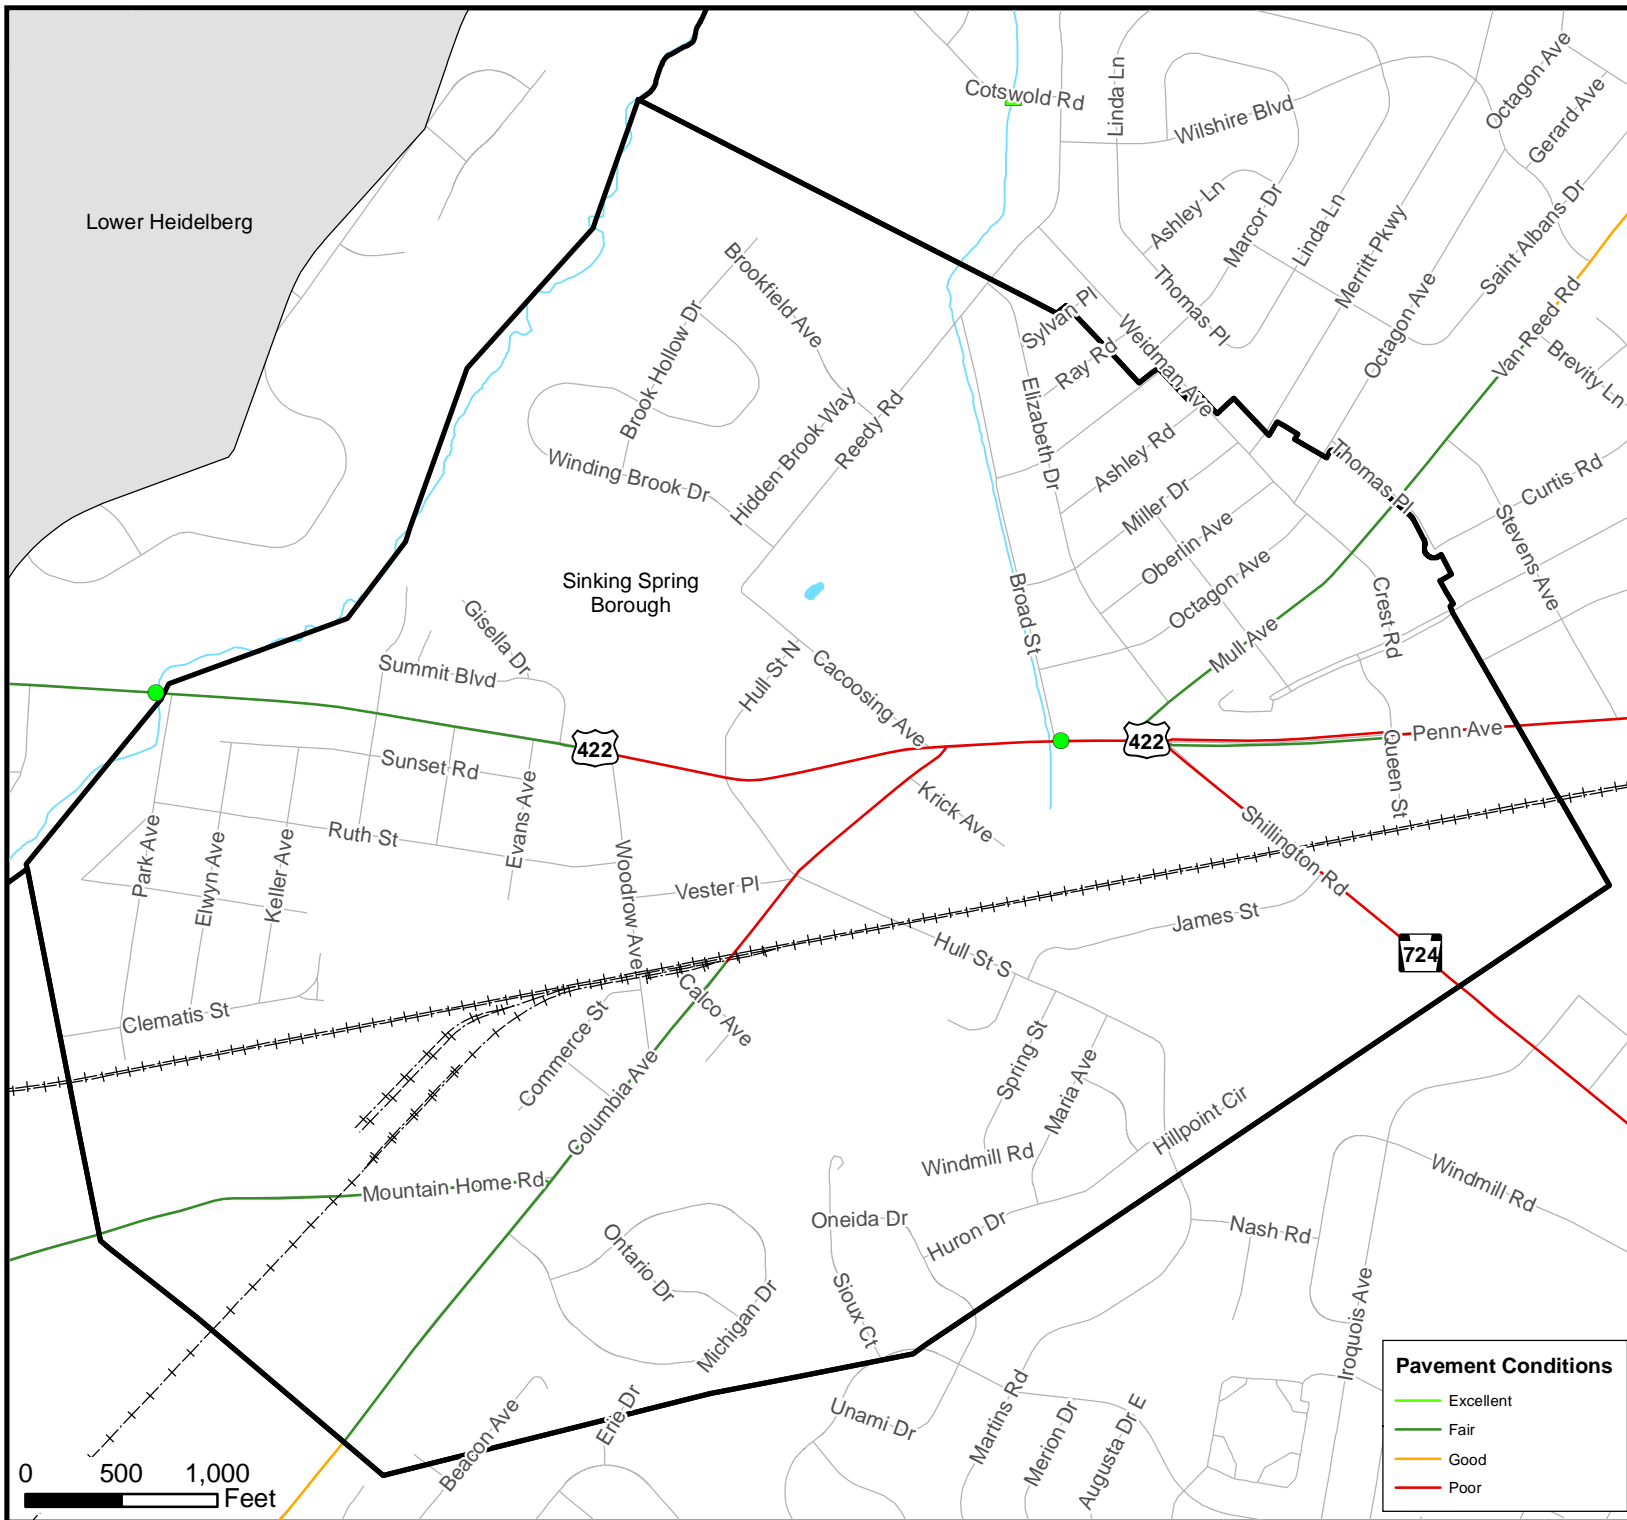 Cotswold Rd
Linda Ln
Wilshire Blvd
Octagon Ave
Gerard Ave
Lower Heidelberg
Ashley Ln
Marcor Dr
Linda Ln
Merritt Pkwy
Saint Albans Dr
Brookfield Ave
Thomas Pl
Van Reed Rd
Brook Hollow Dr
Sylvan Pl
Weidman Ave
Octagon Ave
Ray Rd
Brevity Ln
Elizabeth Dr
Hidden Brook Way
Reedy Rd
Winding Brook Dr
Ashley Rd
Thomas Pl
Curtis Rd
Miller Dr
Stevens Ave
Oberlin Ave
Sinking Spring
Borough
Octagon Ave
Broad St
Crest Rd
Gisella Dr
Mull Ave
Summit Blvd
Hull St N
Cacoosing Ave
422
422
Penn Ave
Sunset Rd
Queen St
Evans Ave
Krick Ave
Shillington Rd
Ruth St
Park Ave
Elwyn Ave
Keller Ave
Woodrow Ave
Vester Pl
James St
Hull St S
724
Calco Ave
Clematis St
Commerce St
Spring St
Maria Ave
Columbia Ave
Hillpoint Cir
Windmill Rd
Windmill Rd
Mountain Home Rd
Oneida Dr
Huron Dr
Nash Rd
Ontario Dr
Sioux Ct
Michigan Dr
Iroquois Ave
Erie Dr
Beacon Ave
Unami Dr
Martins Rd
Merion Dr
Augusta Dr E
Pavement Conditions
Excellent
Fair
Good
Poor
0 500 1,000
Feet